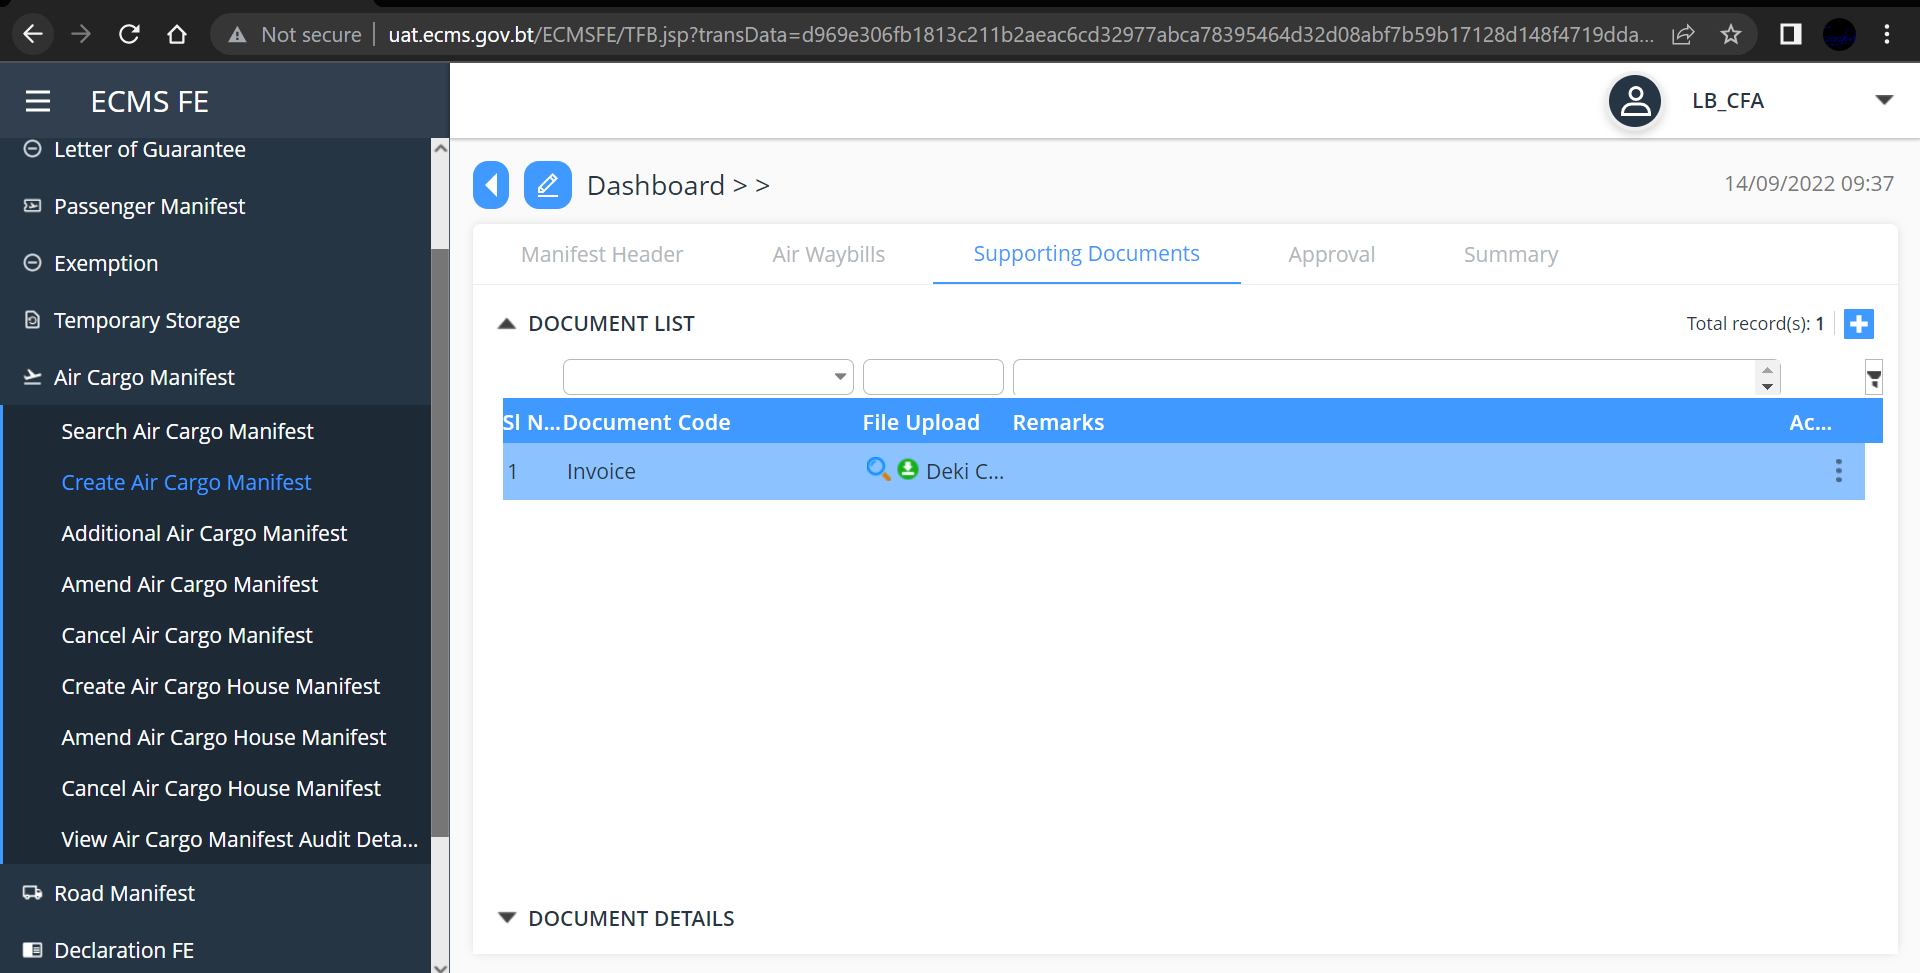 Not secure
uat.ecms.gov.bt/ECMSFE/TFB.jsp?transData=d969e306fb1813c211b2aeac6cd32977abca78395464d32d08abf7b59b17128d148f4719dda...
ECMS FE
LB_CFA
Letter of Guarantee
Passenger Manifest
Exemption
Temporary Storage
Air Cargo Manifest
Search Air Cargo Manifest
Create Air Cargo Manifest
Additional Air Cargo Manifest
Amend Air Cargo Manifest
Cancel Air Cargo Manifest
Create Air Cargo House Manifest
Amend Air Cargo House Manifest
Cancel Air Cargo House Manifest
View Air Cargo Manifest Audit Deta...
Road Manifest
Declaration FE
Dashboard > >
14/09/2022 09:37
Manifest Header Air Waybills Supporting Documents Approval Summary
DOCUMENT LIST
Total record(s): 1
Sl N... Document Code File Upload Remarks Ac...
1 Invoice Deki C...
DOCUMENT DETAILS